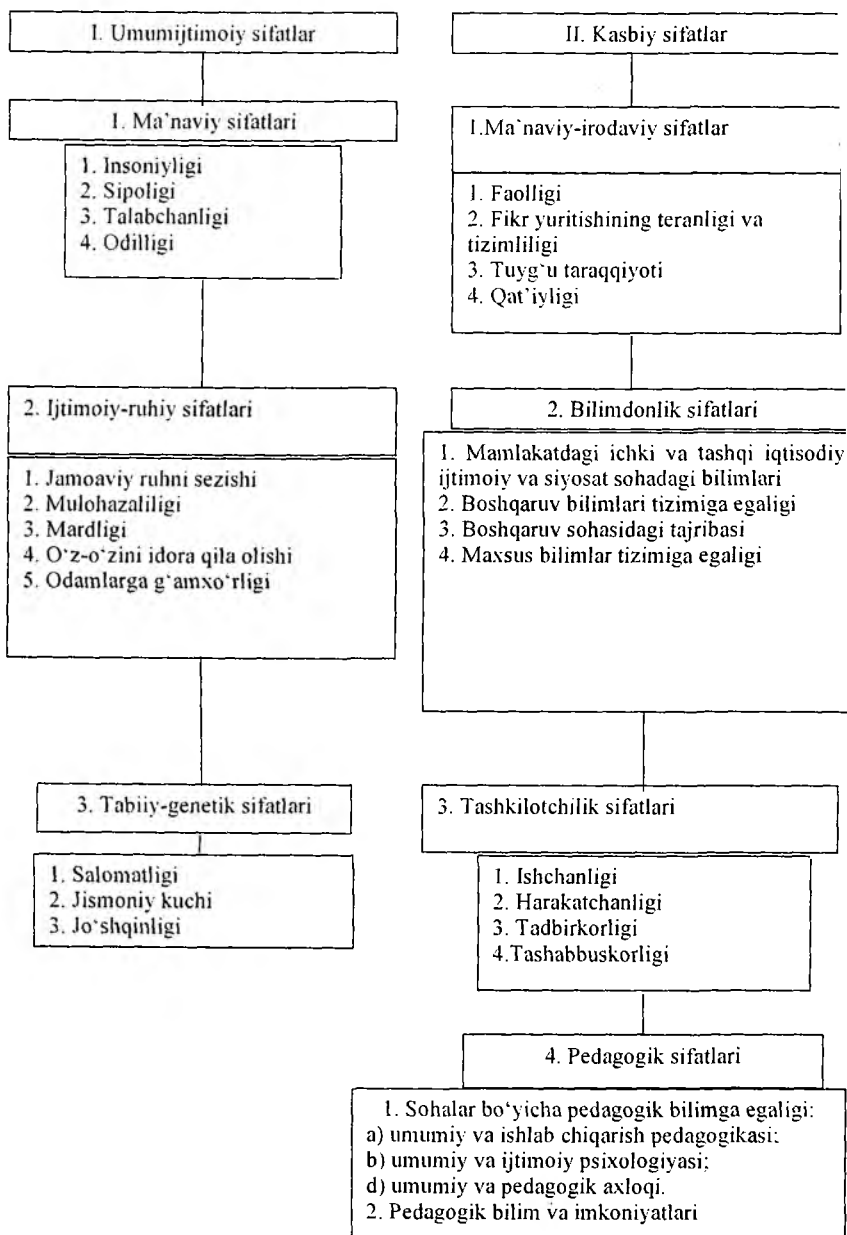 I. Umumijtimoiy sifatlar
1. Ma`naviy sifatlari
1. Insoniyligi
2. Sipoligi
3. Talabchanligi
4. Odilligi
2. Ijtimoiy-ruhiy sifatlari
1. Jamoaviy ruhni sezishi
2. Mulohazaliligi
3. Mardligi
4. O‘z-o‘zini idora qila olishi
5. Odamlarga g‘amxo‘rligi
3. Tabiiy-genetik sifatlari
1. Salomatligi
2. Jismoniy kuchi
3. Jo‘shqinligi
II. Kasbiy sifatlar
1.Ma`naviy-irodaviy sifatlar
1. Faolligi
2. Fikr yuritishining teranligi va
tizimliligi
3. Tuyg‘u taraqqiyoti
4. Qat`iyligi
2. Bilimdonlik sifatlari
1. Mamlakatdagi ichki va tashqi iqtisodiy
ijtimoiy va siyosat sohadagi bilimlari
2. Boshqaruv bilimlari tizimiga egaligi
3. Boshqaruv sohasidagi tajribasi
4. Maxsus bilimlar tizimiga egaligi
3. Tashkilotchilik sifatlari
1. Ishchanligi
2. Harakatchanligi
3. Tadbirkorligi
4.Tashabbuskorligi
4. Pedagogik sifatlari
1. Sohalar bo‘yicha pedagogik bilimga egaligi:
a) umumiy va ishlab chiqarish pedagogikasi;
b) umumiy va ijtimoiy psixologiyasi;
d) umumiy va pedagogik axloqi.
2. Pedagogik bilim va imkoniyatlari